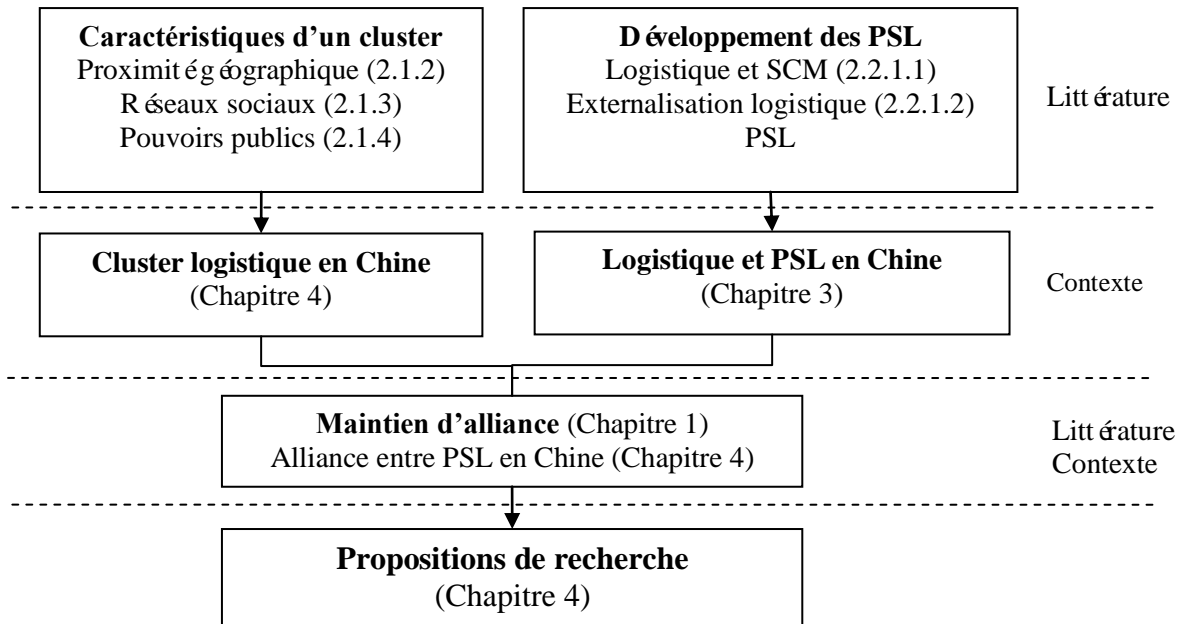 Caractéristiques d'un cluster
Proximité géographique (2.1.2)
Réseaux sociaux (2.1.3)
Pouvoirs publics (2.1.4)
Développement des PSL
Logistique et SCM (2.2.1.1)
Externalisation logistique (2.2.1.2)
PSL
Littérature
Cluster logistique en Chine
(Chapitre 4)
Logistique et PSL en Chine
(Chapitre 3)
Contexte
Maintien d'alliance (Chapitre 1)
Alliance entre PSL en Chine (Chapitre 4)
Littérature
Contexte
Propositions de recherche
(Chapitre 4)